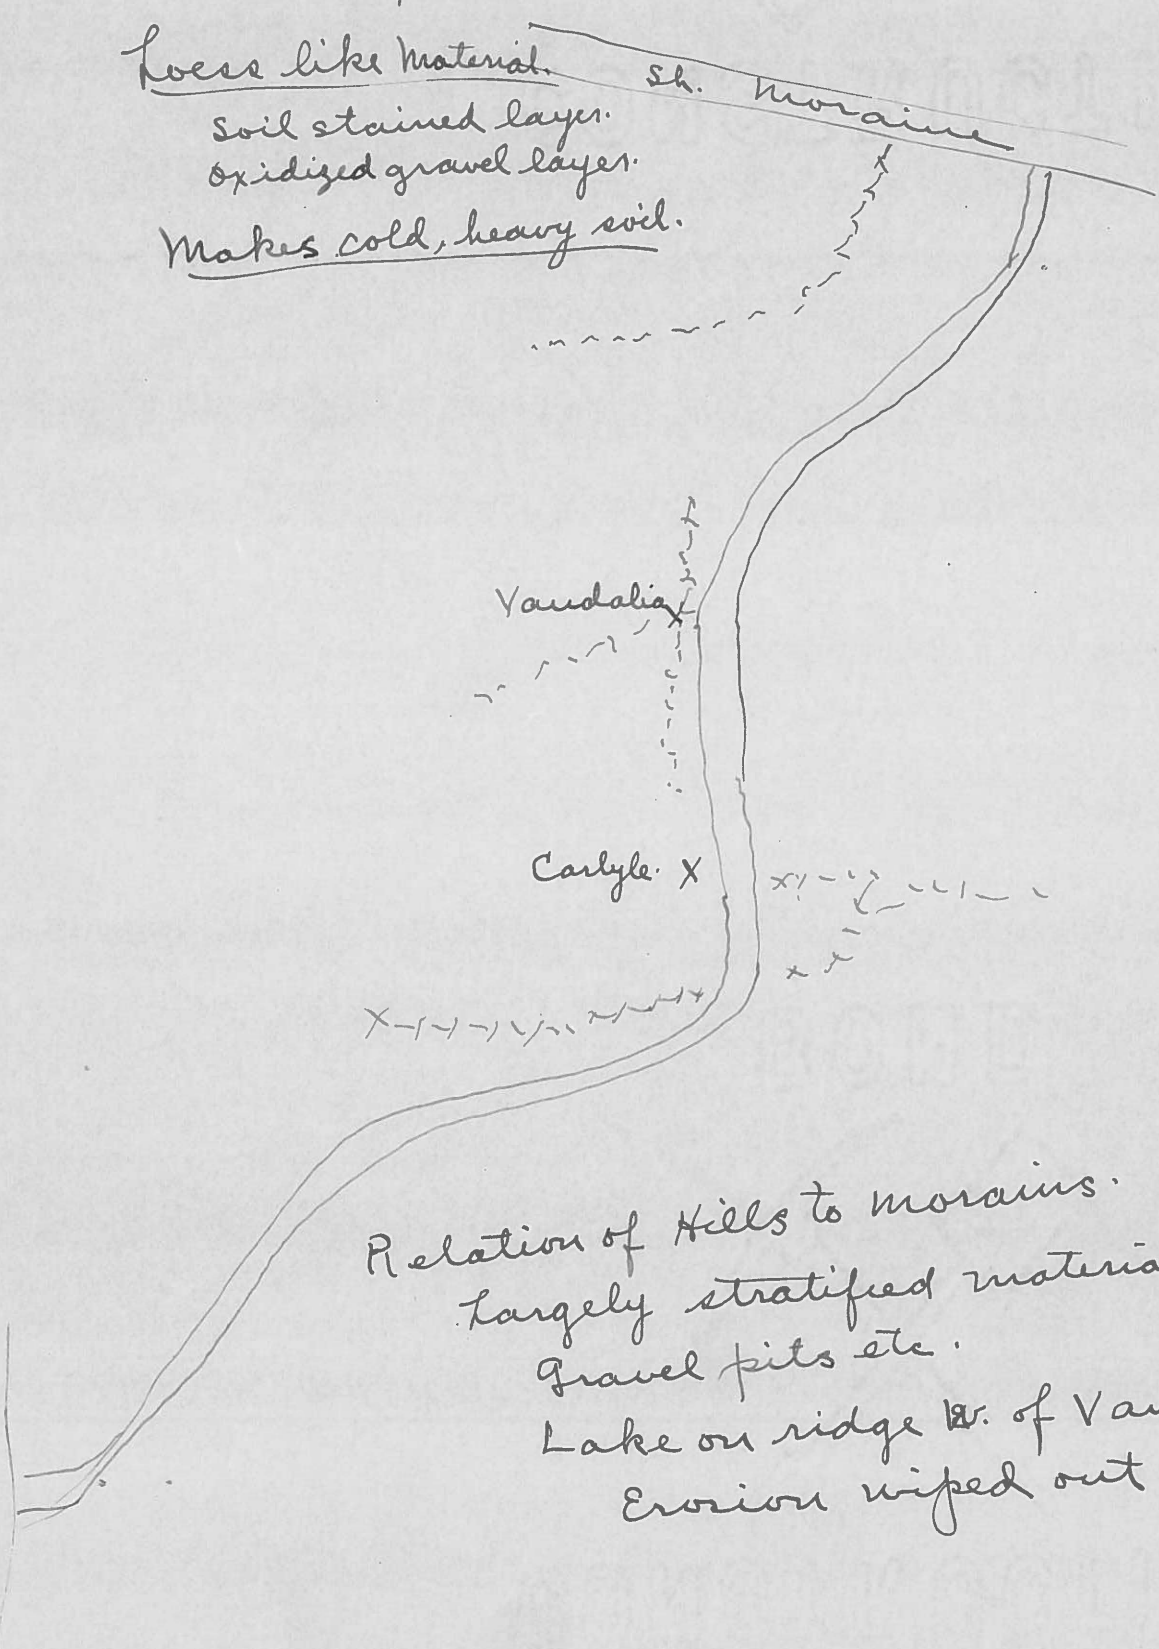 Loess like Material.
Sh. Moraine
Soil stained layer.
Oxidized gravel layer.
Makes cold, heavy soil.
Vandalia
Carlyle. X
Relation of Hills to Morains.
Largely stratified materia
Gravel pits etc.
Lake on ridge W. of Van
Erosion wiped out